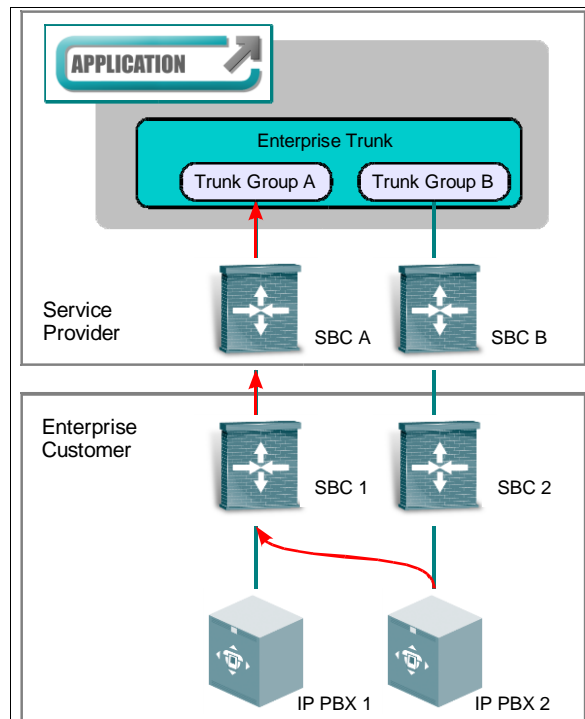 APPLICATION
Enterprise Trunk
Trunk Group A
Trunk Group B
Service
Provider
SBC A
SBC B
Enterprise
Customer
SBC 1
SBC 2
IP PBX 1
IP PBX 2